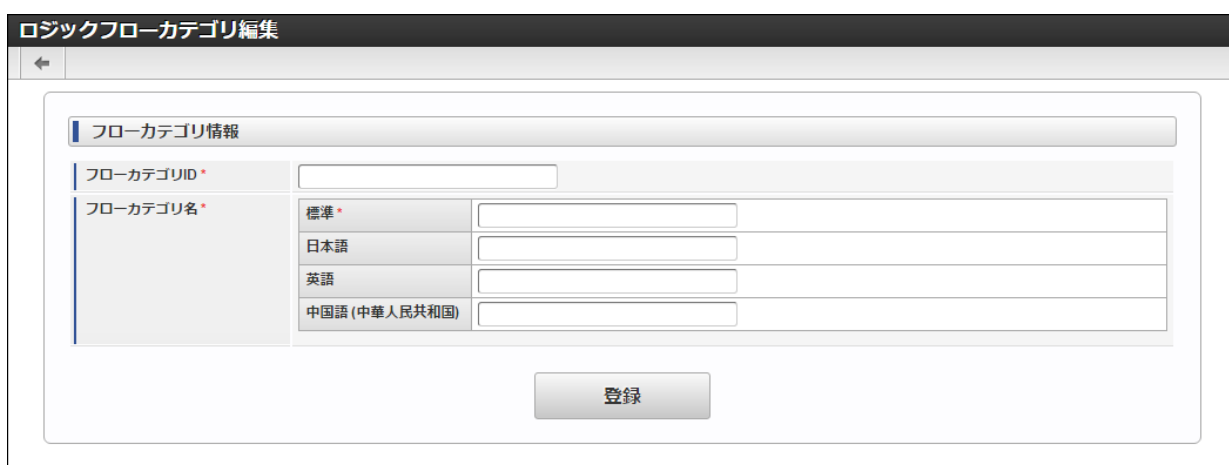 ロジックフローカテゴリ編集
フローカテゴリ情報
フローカテゴリID *
フローカテゴリ名 *
標準 *
日本語
英語
中国語 (中華人民共和国)
登録